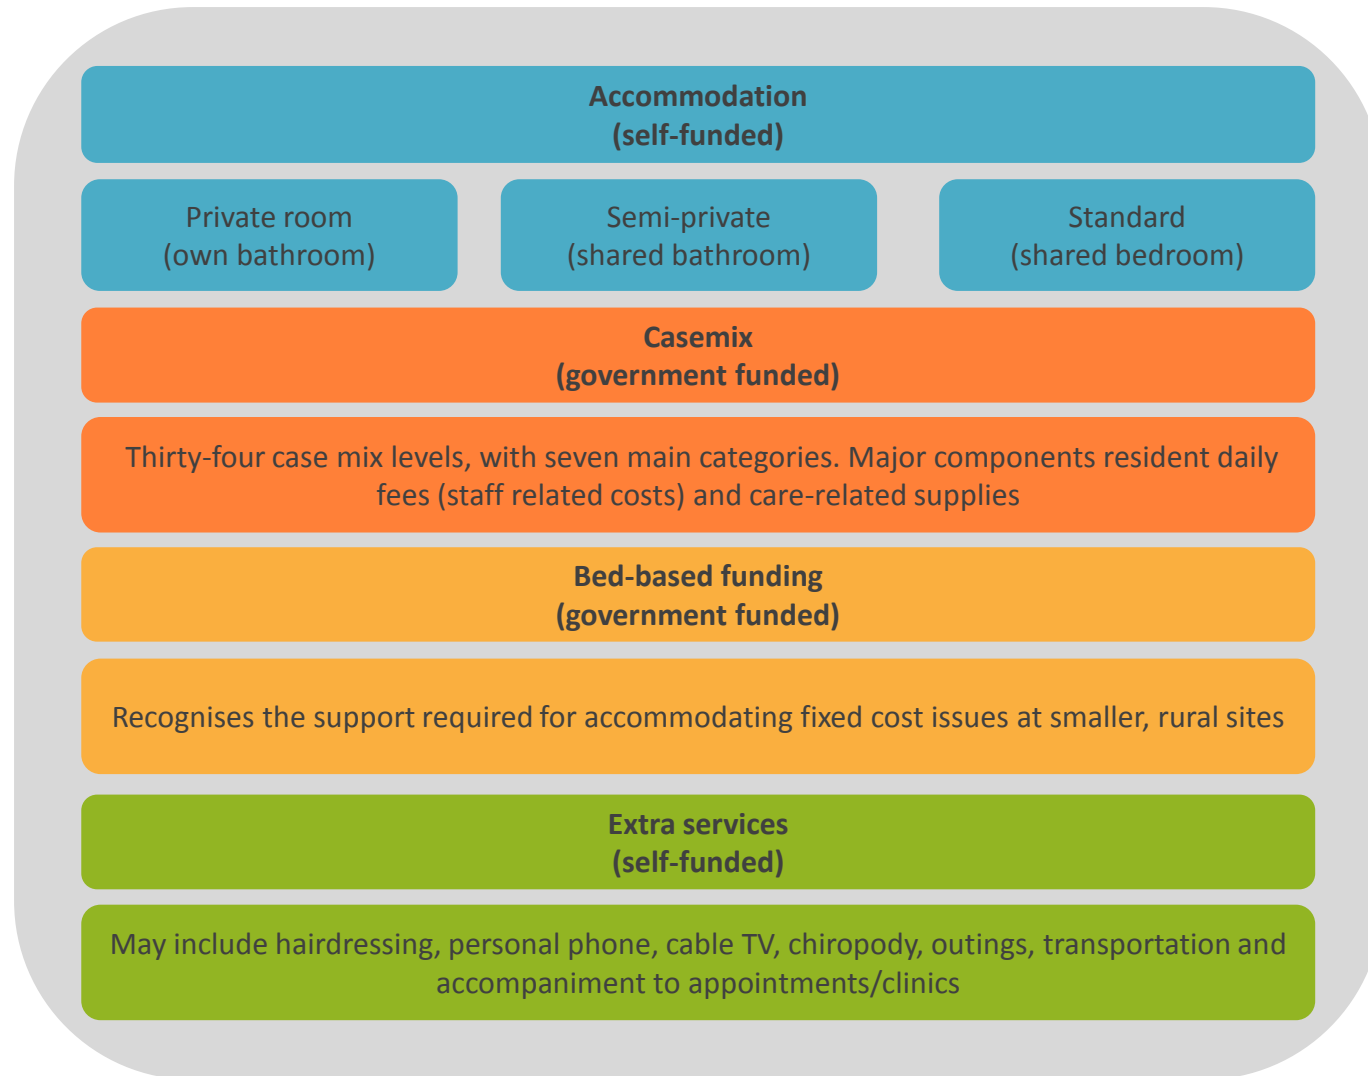 Accommodation
(self-funded)
Private room
(own bathroom)
Semi-private
(shared bathroom)
Standard
(shared bedroom)
Casemix
(government funded)
Thirty-four case mix levels, with seven main categories. Major components resident daily
fees (staff related costs) and care-related supplies
Bed-based funding
(government funded)
Recognises the support required for accommodating fixed cost issues at smaller, rural sites
Extra services
(self-funded)
May include hairdressing, personal phone, cable TV, chiropody, outings, transportation and
accompaniment to appointments/clinics